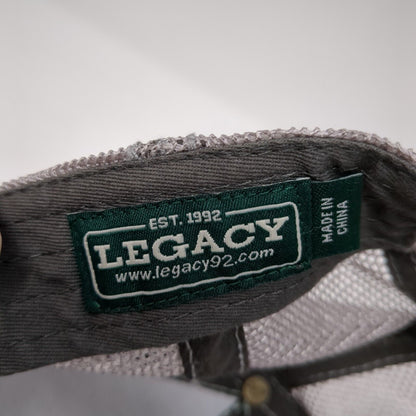 EST. 1992
LEGACY
www.legacy92.com
MADE IN
CHINA